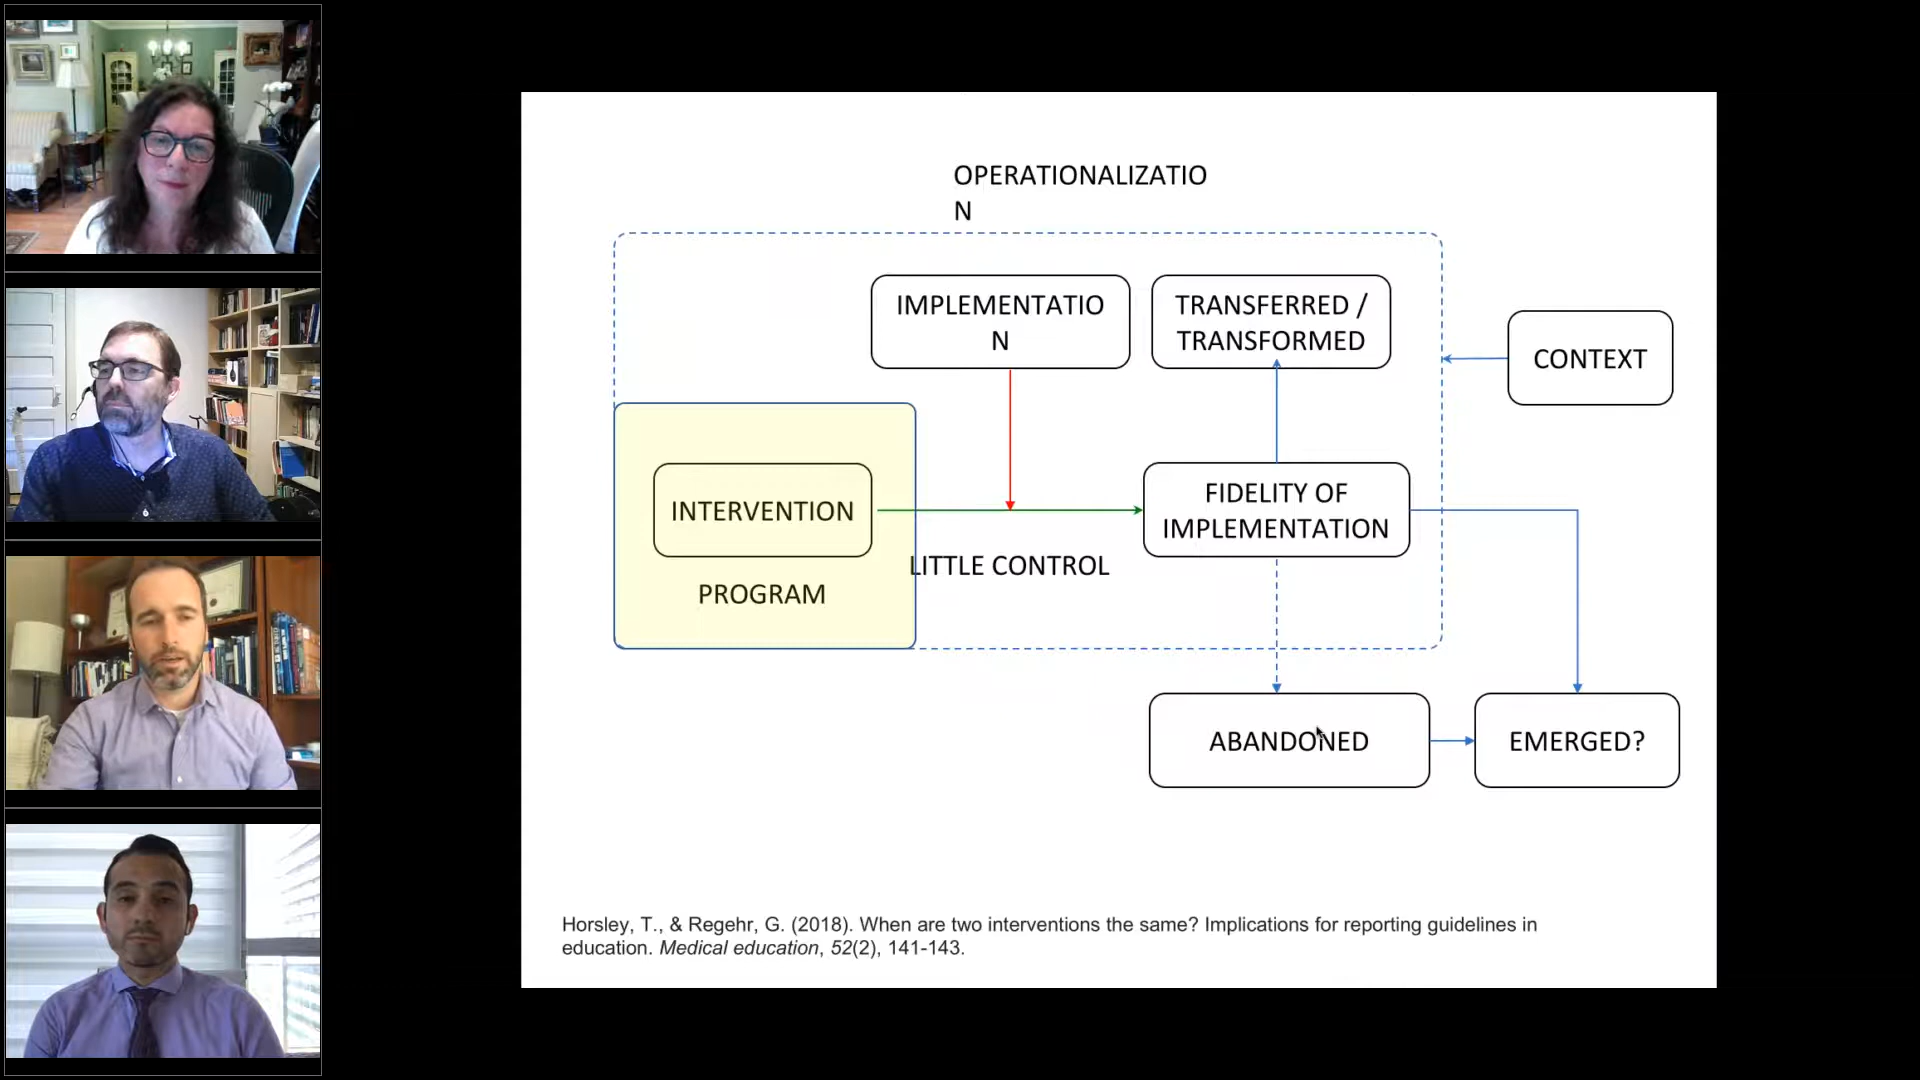 OPERATIONALIZATIO
N
IMPLEMENTATIO
N
TRANSFERRED /
TRANSFORMED
CONTEXT
INTERVENTION
FIDELITY OF
IMPLEMENTATION
LITTLE CONTROL
PROGRAM
ABANDONED
EMERGED?
Horsley, T., & Regehr, G. (2018). When are two interventions the same? Implications for reporting guidelines in
education. Medical education, 52(2), 141-143.